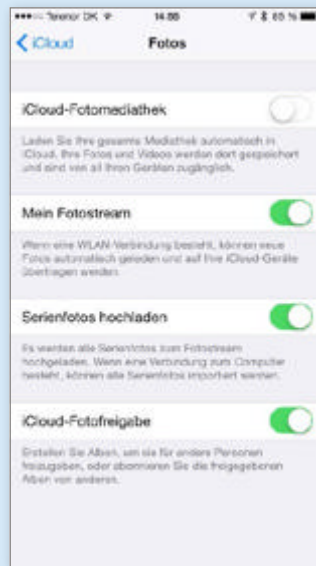 Telenor DK 14.55 85 %
iCloud Fotos
iCloud-Fotomediathek
Laden Sie Ihre gesamte Mediathek automatisch in
iCloud. Ihre Fotos und Videos werden dort gespeichert
und sind von all Ihren Geräten zugänglich.
Mein Fotostream
Wenn eine WLAN-Verbindung besteht, können neue
Fotos automatisch geladen und auf Ihre iCloud-Geräte
übertragen werden.
Serienfotos hochladen
Es werden alle Serienfotos zum Fotostream
hochgeladen. Wenn eine Verbindung zum Computer
besteht, können alle Serienfotos importiert werden.
iCloud-Fotofreigabe
Erstellen Sie Alben, um sie für andere Personen
freizugeben, oder abonnieren Sie die freigegebenen
Alben von anderen.